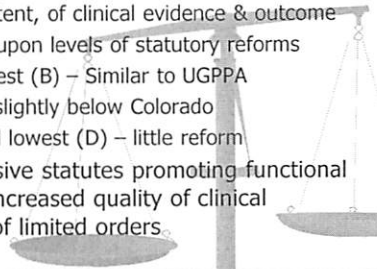 tent, of clinical evidence & outcome
upon levels of statutory reforms
est (B) – Similar to UGPPA
slightly below Colorado
lowest (D) – little reform
sive statutes promoting functional
ncreased quality of clinical
of limited orders